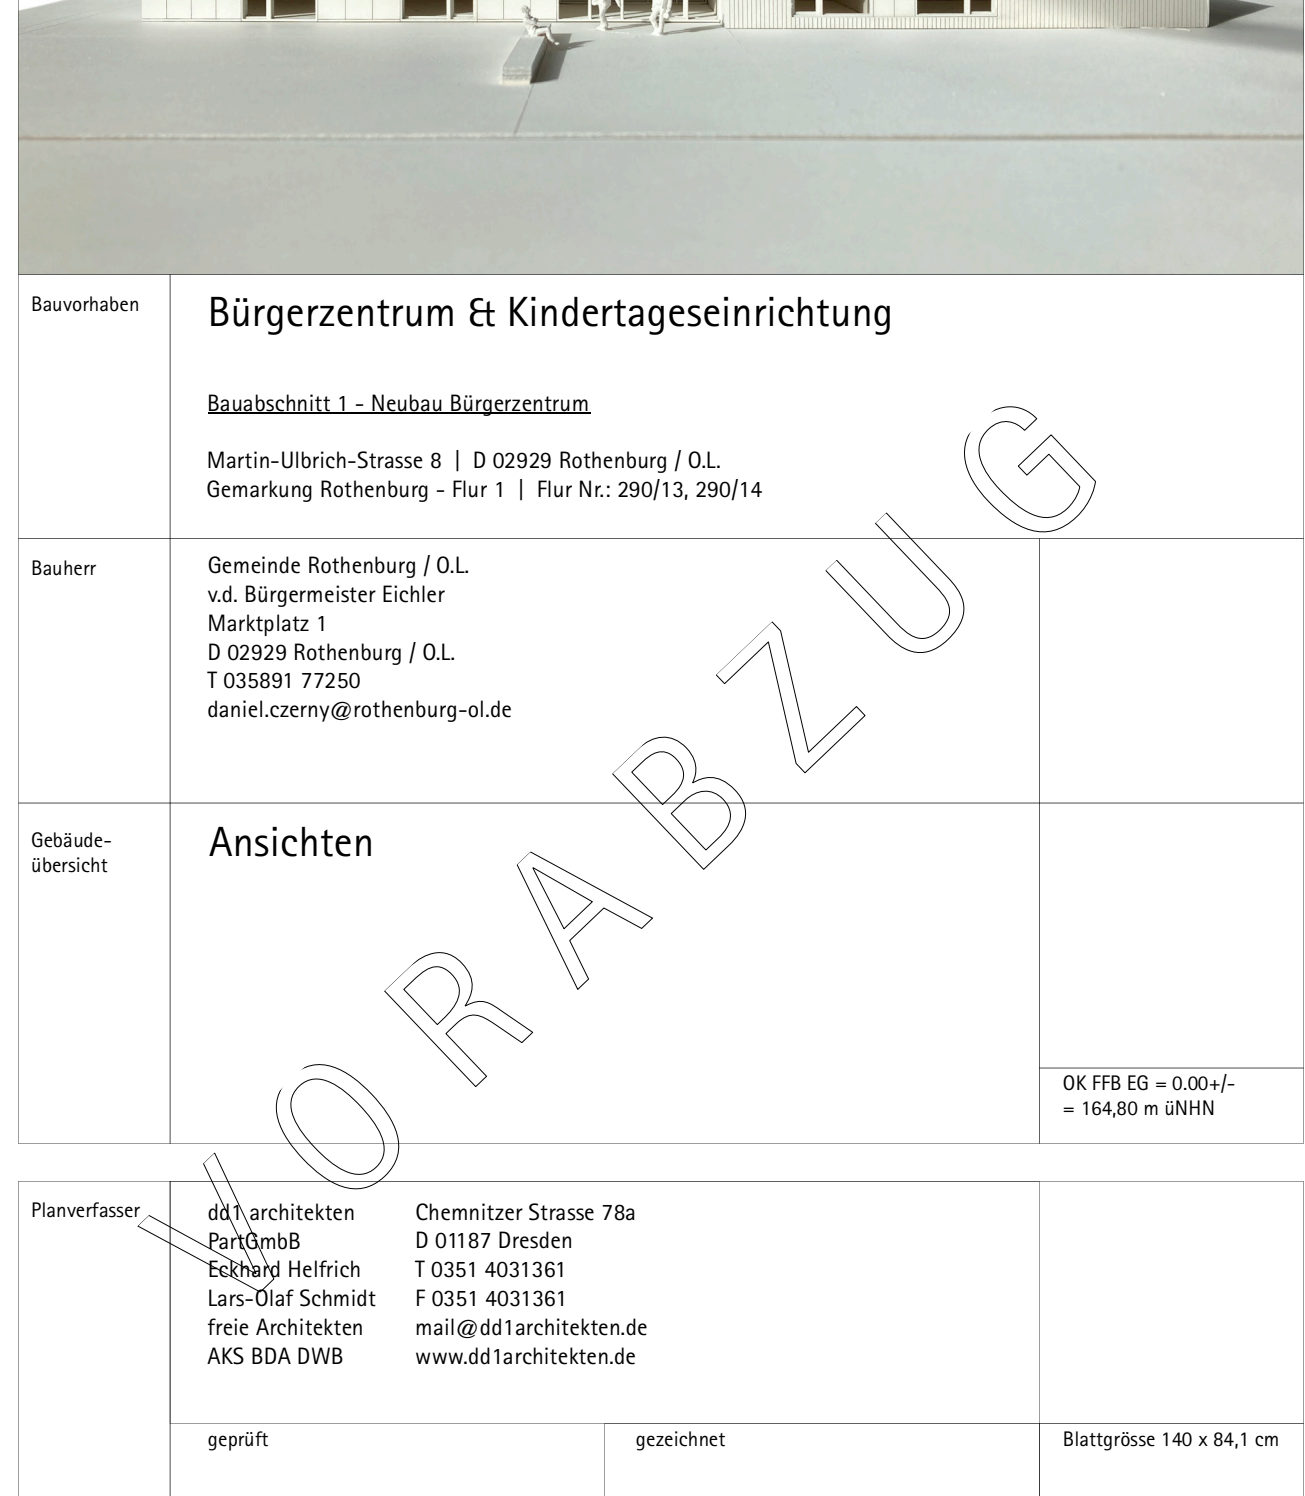 Bauvorhaben
Bürgerzentrum & Kindertageseinrichtung
Bauabschnitt 1 - Neubau Bürgerzentrum
Martin-Ulbrich-Strasse 8 | D 02929 Rothenburg / O.L.
Gemarkung Rothenburg - Flur 1 | Flur Nr.: 290/13, 290/14
Bauherr
Gemeinde Rothenburg / O.L.
v.d. Bürgermeister Eichler
Marktplatz 1
D 02929 Rothenburg / O.L.
T 035891 77250
daniel.czerny@rothenburg-ol.de
Gebäude-
übersicht
Ansichten
OK FFB EG = 0.00+/-
= 164,80 m üNHN
VORABZUG
Planverfasser
dd1 architekten Chemnitzer Strasse 78a
PartGmbB D 01187 Dresden
Eckhard Helfrich T 0351 4031361
Lars-Olaf Schmidt F 0351 4031361
freie Architekten mail@dd1architekten.de
AKS BDA DWB www.dd1architekten.de
geprüft gezeichnet Blattgrösse 140 x 84,1 cm